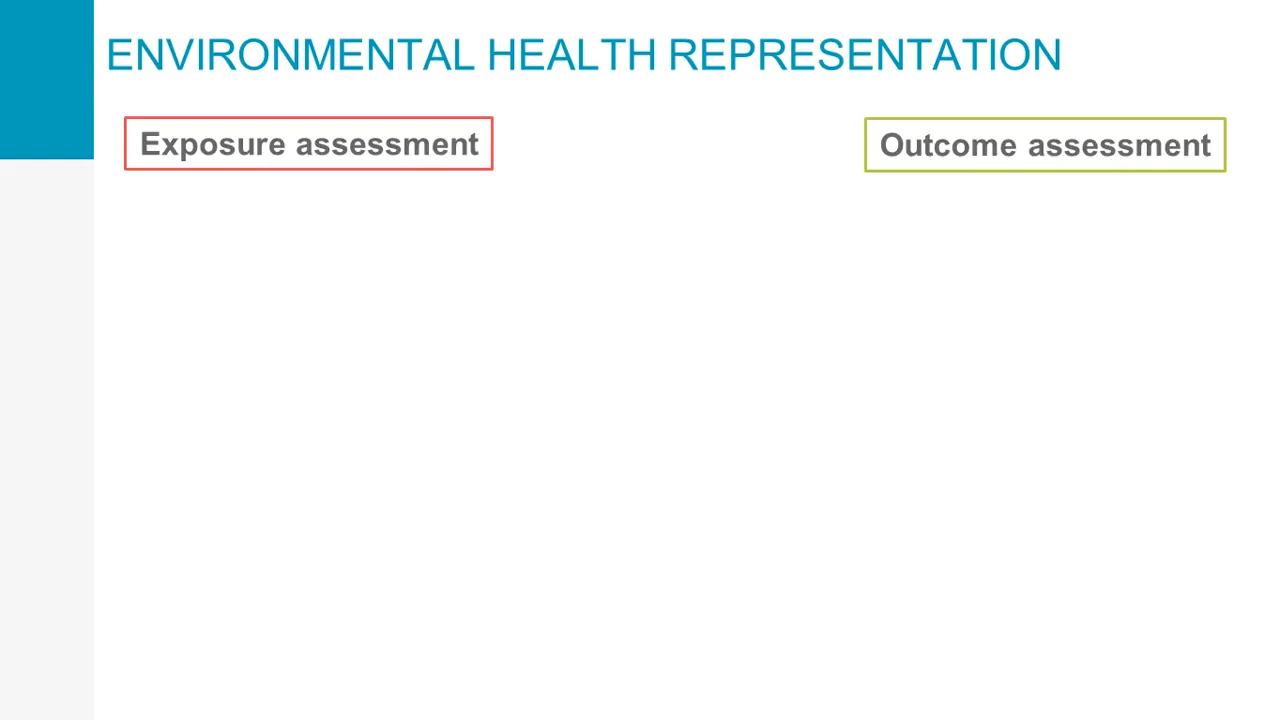 ENVIRONMENTAL HEALTH REPRESENTATION
Exposure assessment
Outcome assessment